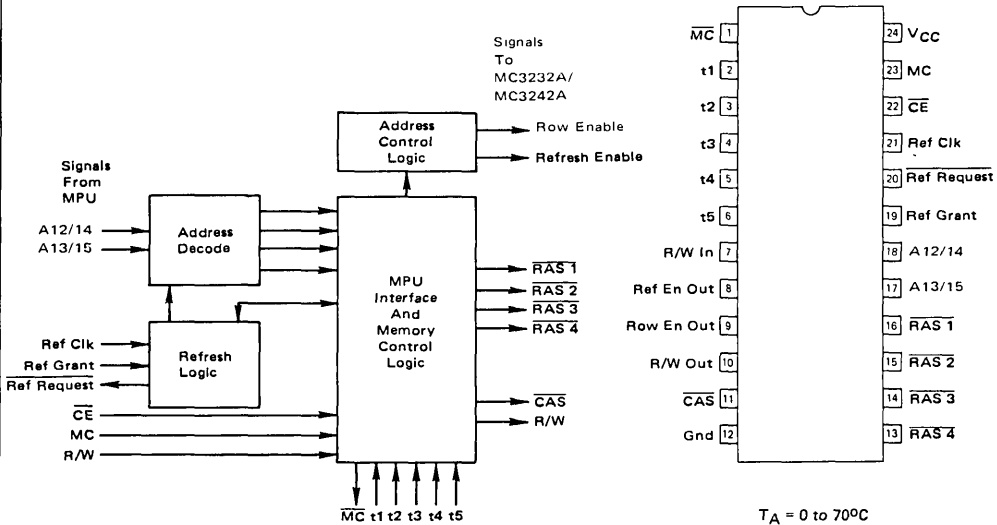 Signals
To
MC3232A/
MC3242A
Address
Control
Logic
Row Enable
Refresh Enable
Signals
From
MPU
A12/14
A13/15
Address
Decode
MPU
Interface
And
Memory
Control
Logic
RAS 1
RAS 2
RAS 3
RAS 4
Ref Clk
Ref Grant
Ref Request
Refresh
Logic
CE
MC
R/W
CAS
R/W
MC t1 t2 t3 t4 t5
MC 1
t1 2
t2 3
t3 4
t4 5
t5 6
R/W In 7
Ref En Out 8
Row En Out 9
R/W Out 10
CAS 11
Gnd 12
24 VCC
23 MC
22 CE
21 Ref Clk
20 Ref Request
19 Ref Grant
18 A12/14
17 A13/15
16 RAS 1
15 RAS 2
14 RAS 3
13 RAS 4
TA = 0 to 70ºC